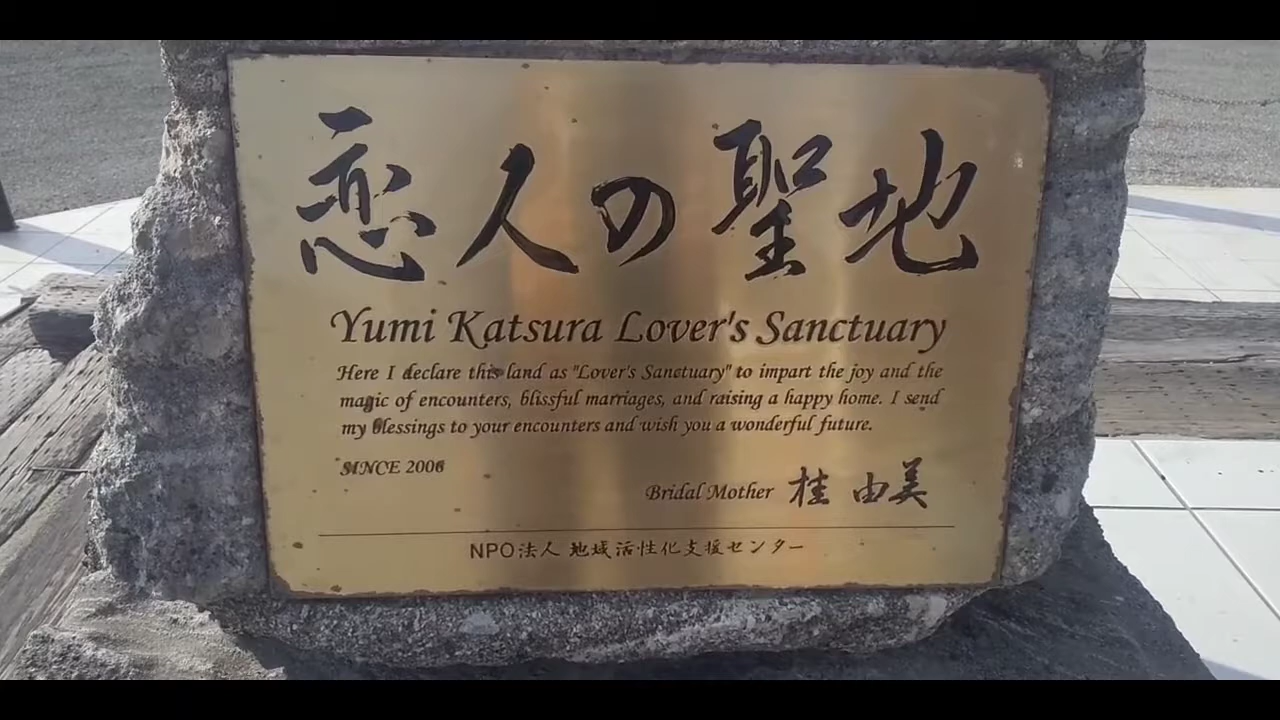 恋人の聖地
Yumi Katsura Lover's Sanctuary
Here I declare this land as "Lover's Sanctuary" to impart the joy and the
magic of encounters, blissful marriages, and raising a happy home. I send
my blessings to your encounters and wish you a wonderful future.
SINCE 2006
Bridal Mother 桂 由美
NPO法人 地域活性化支援センター